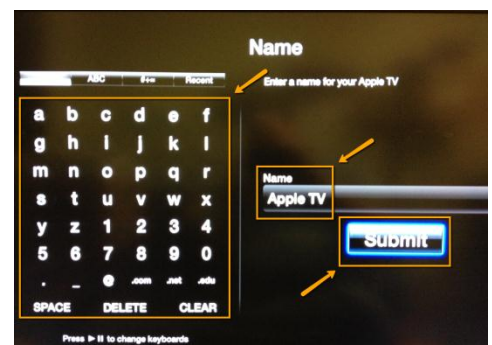 Name
ABC #+= Recent
Enter a name for your Apple TV
a b c d e f
g h i j k l
m n o p q r
s t u v w x
y z 1 2 3 4
5 6 7 8 9 0
. _ @ .com .net .edu
SPACE DELETE CLEAR
Press ►II to change keyboards
Name
Apple TV
Submit